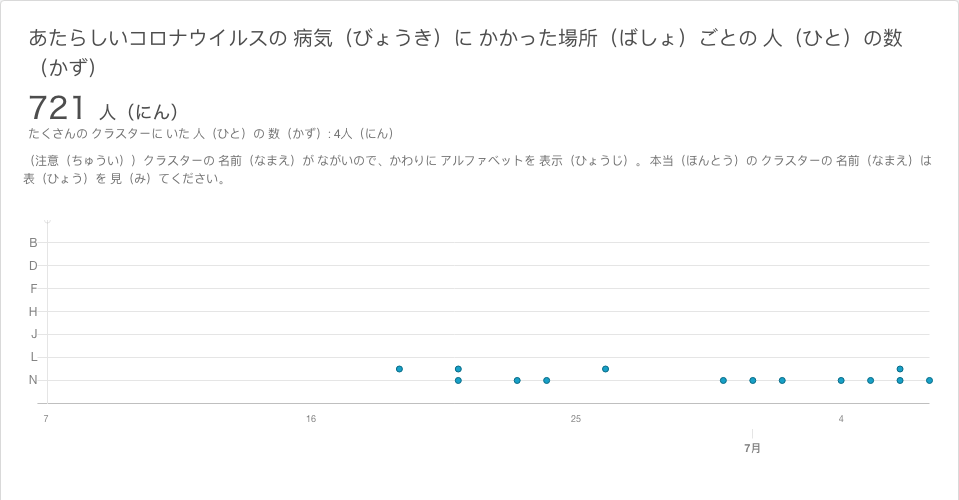 あたらしいコロナウイルスの 病気（びょうき）に かかった場所（ばしょ）ごとの 人（ひと）の数
（かず）
721 人（にん）
たくさんの クラスターに いた 人（ひと）の 数（かず）: 4人（にん）
（注意（ちゅうい））クラスターの 名前（なまえ）が ながいので、かわりに アルファベットを 表示（ひょうじ）。 本当（ほんとう）の クラスターの 名前（なまえ）は
表（ひょう）を 見（み）てください。
B
D
F
H
J
L
N
7 16 25 4
7月